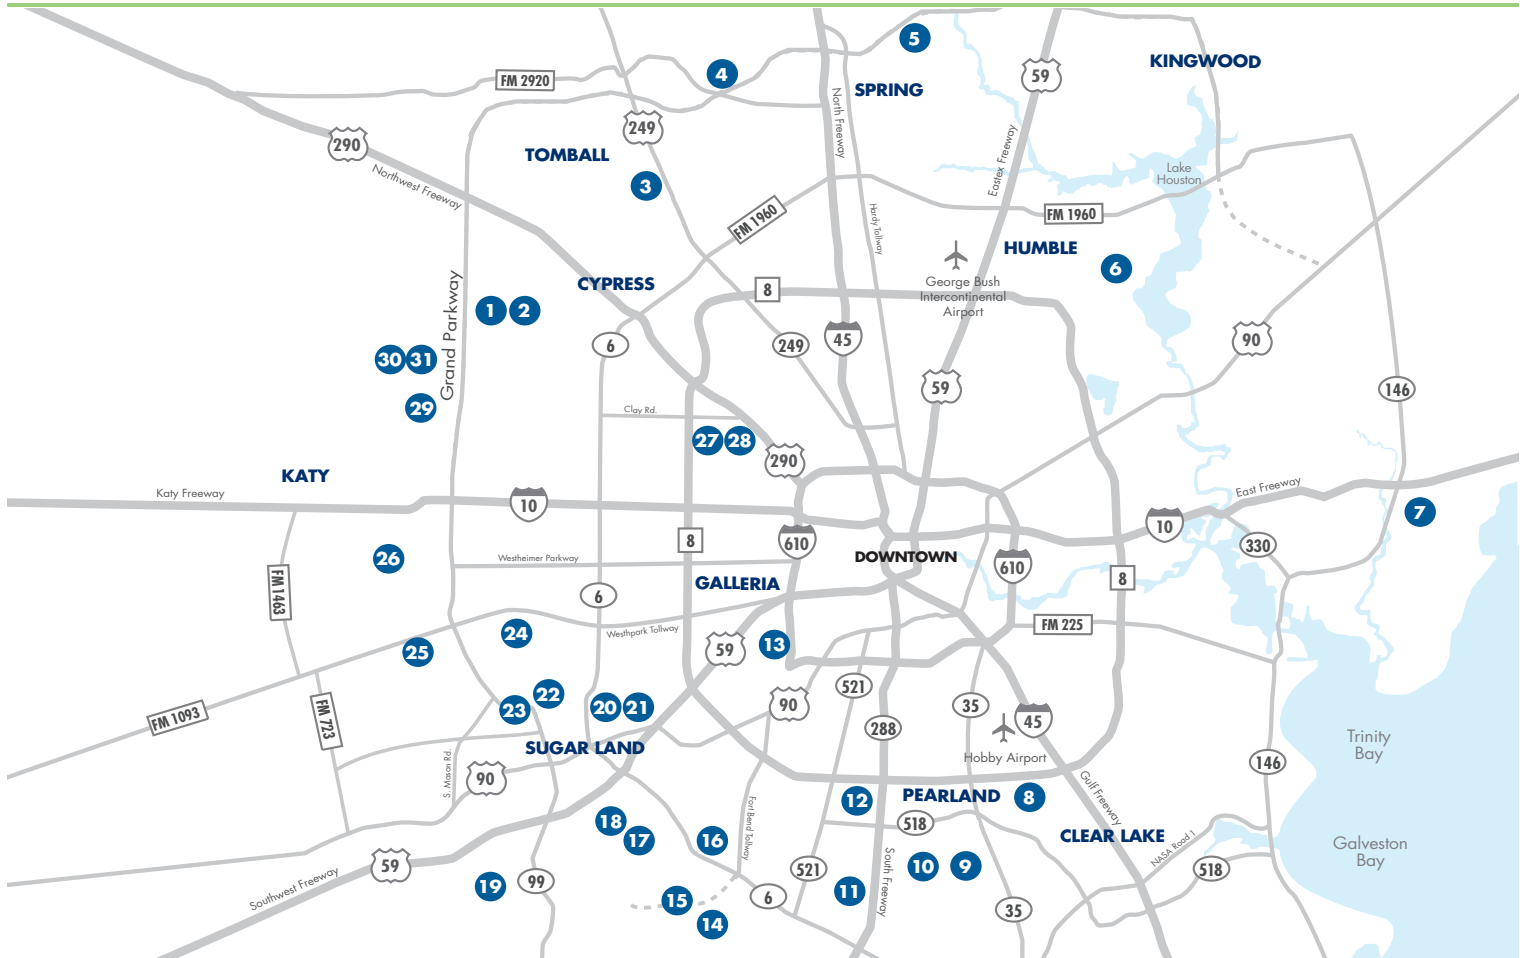 5
KINGWOOD
4
59
FM 2920
SPRING
North Freeway
249
290
Eastex Freeway
TOMBALL
Northwest Freeway
Lake
Houston
3
FM 1960
Hardy Tollway
FM 1960
HUMBLE
6
CYPRESS
George Bush
Intercontinental
Airport
8
Grand Parkway
1
2
6
249
45
90
30
31
59
146
29
Clay Rd.
27
28
290
KATY
Katy Freeway
10
East Freeway
7
10
610
8
330
26
Westheimer Parkway
DOWNTOWN
610
8
GALLERIA
FM 1463
6
FM 225
24
Westpark Tollway
25
59
13
22
23
20
21
521
90
35
45
288
FM 1093
FM 723
SUGAR LAND
Hobby Airport
Trinity
Bay
146
S. Mason Rd.
90
12
PEARLAND
8
Gulf Freeway
18
17
16
Fort Bend Tollway
518
CLEAR LAKE
NASA Road 1
Galveston
Bay
59
Southwest Freeway
19
99
521
10
9
518
11
South Freeway
15
6
14
35